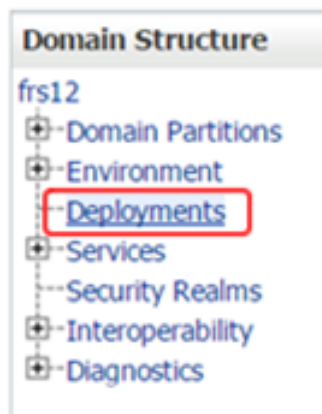 Domain Structure
frs12
Domain Partitions
Environment
Deployments
Services
Security Realms
Interoperability
Diagnostics